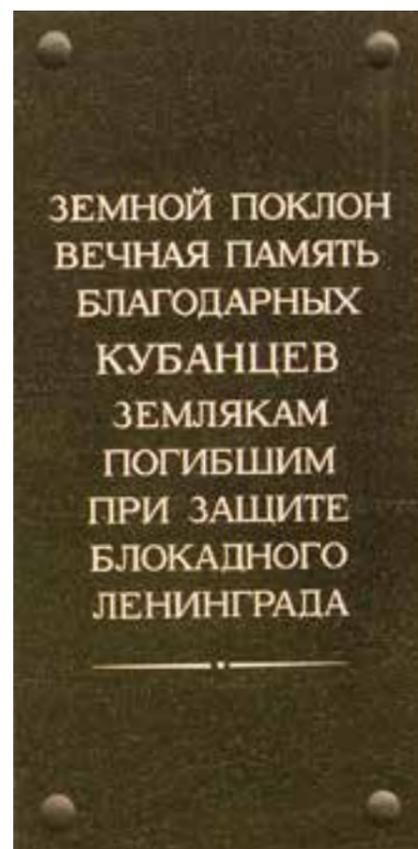 ЗЕМНОЙ ПОКЛОН
ВЕЧНАЯ ПАМЯТЬ
БЛАГОДАРНЫХ
КУБАНЦЕВ
ЗЕМЛЯКАМ
ПОГИБШИМ
ПРИ ЗАЩИТЕ
БЛОКАДНОГО
ЛЕНИНГРАДА